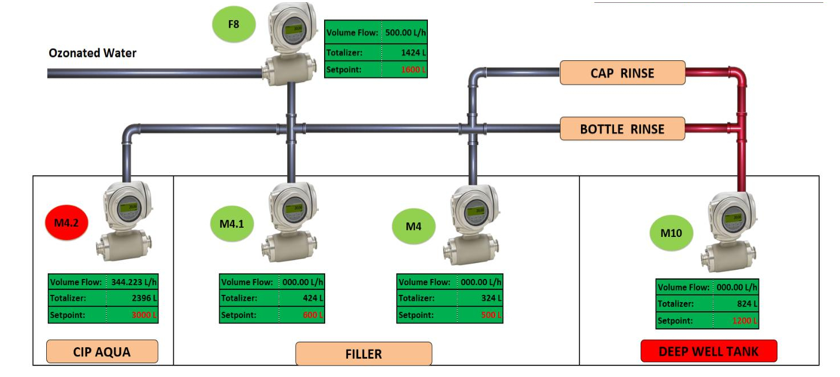 F8
Volume Flow: 500.00 L/h
Totalizer: 1424 L
Setpoint: 1600 L
Ozonated Water
CAP RINSE
BOTTLE RINSE
M4.2
M4.1
M4
M10
Volume Flow: 344.223 L/h
Totalizer: 2396 L
Setpoint: 3000 L
Volume Flow: 000.00 L/h
Totalizer: 424 L
Setpoint: 600 L
Volume Flow: 000.00 L/h
Totalizer: 324 L
Setpoint: 500 L
Volume Flow: 000.00 L/h
Totalizer: 824 L
Setpoint: 1200 L
CIP AQUA
FILLER
DEEP WELL TANK